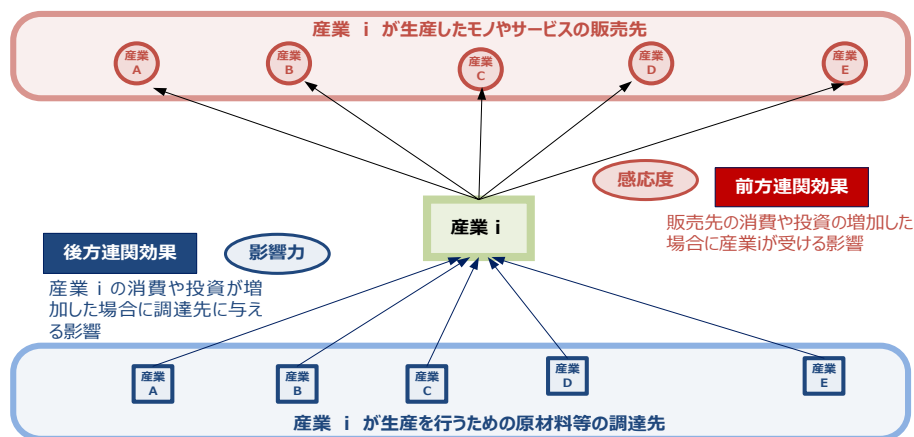 産業 i が生産したモノやサービスの販売先
産業
A
産業
B
産業
C
産業
D
産業
E
感応度
前方連関効果
販売先の消費や投資の増加した
場合に産業iが受ける影響
産業 i
後方連関効果
影響力
産業 i の消費や投資が増
加した場合に調達先に与え
る影響
産業
A
産業
B
産業
C
産業
D
産業
E
産業 i が生産を行うための原材料等の調達先